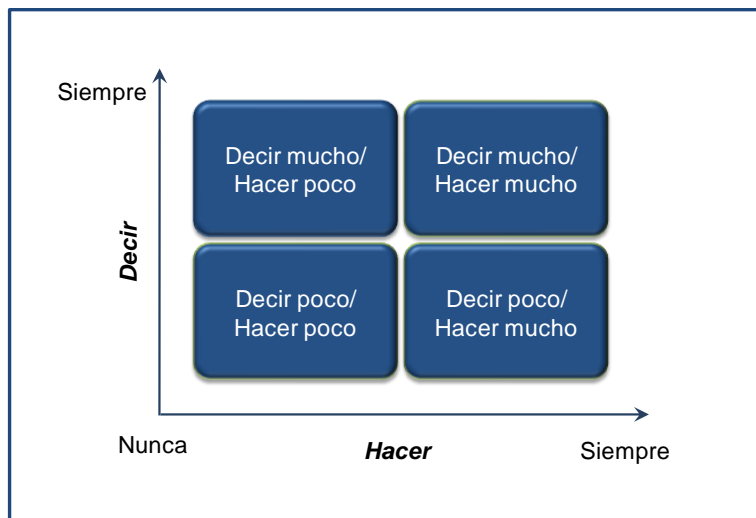 Siempre
Decir mucho/
Hacer poco
Decir mucho/
Hacer mucho
Decir
Decir poco/
Hacer poco
Decir poco/
Hacer mucho
Nunca
Hacer
Siempre